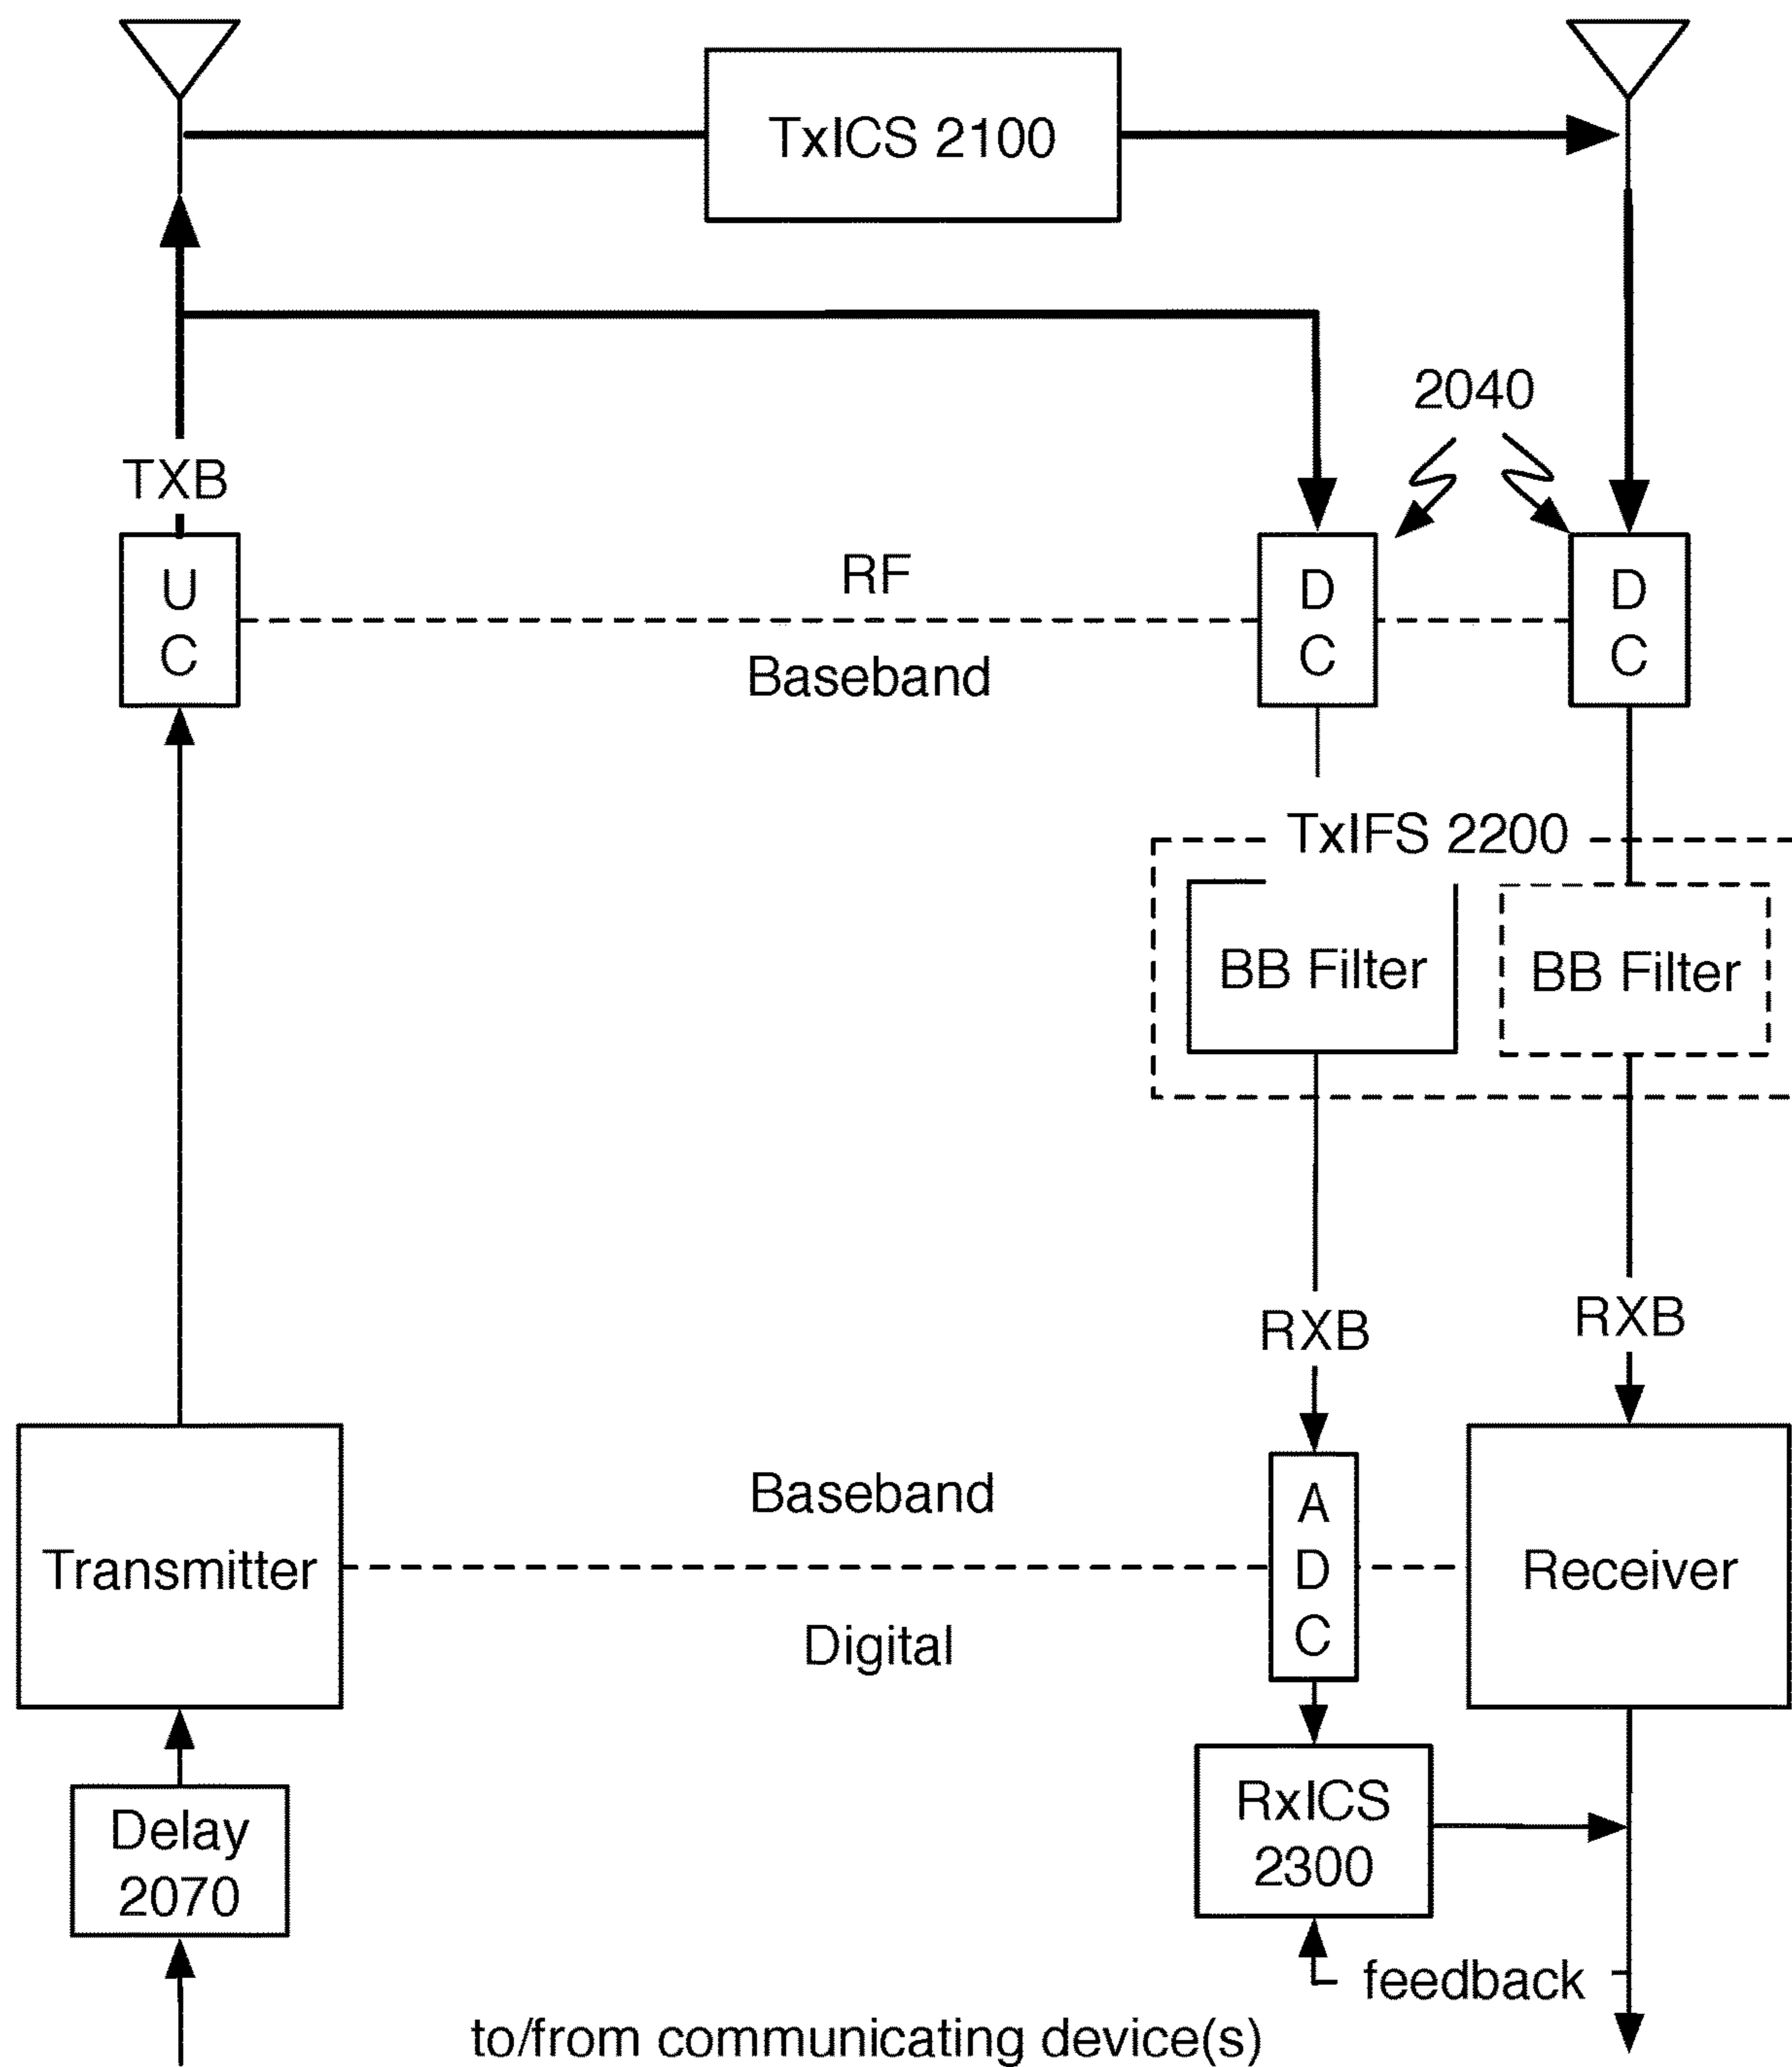 TxICS 2100
2040
TXB
U
C
RF
Baseband
D
C
D
C
TxIFS 2200
BB Filter
BB Filter
RXB
RXB
Transmitter
Baseband
Digital
A
D
C
Receiver
Delay
2070
RxICS
2300
feedback
to/from communicating device(s)